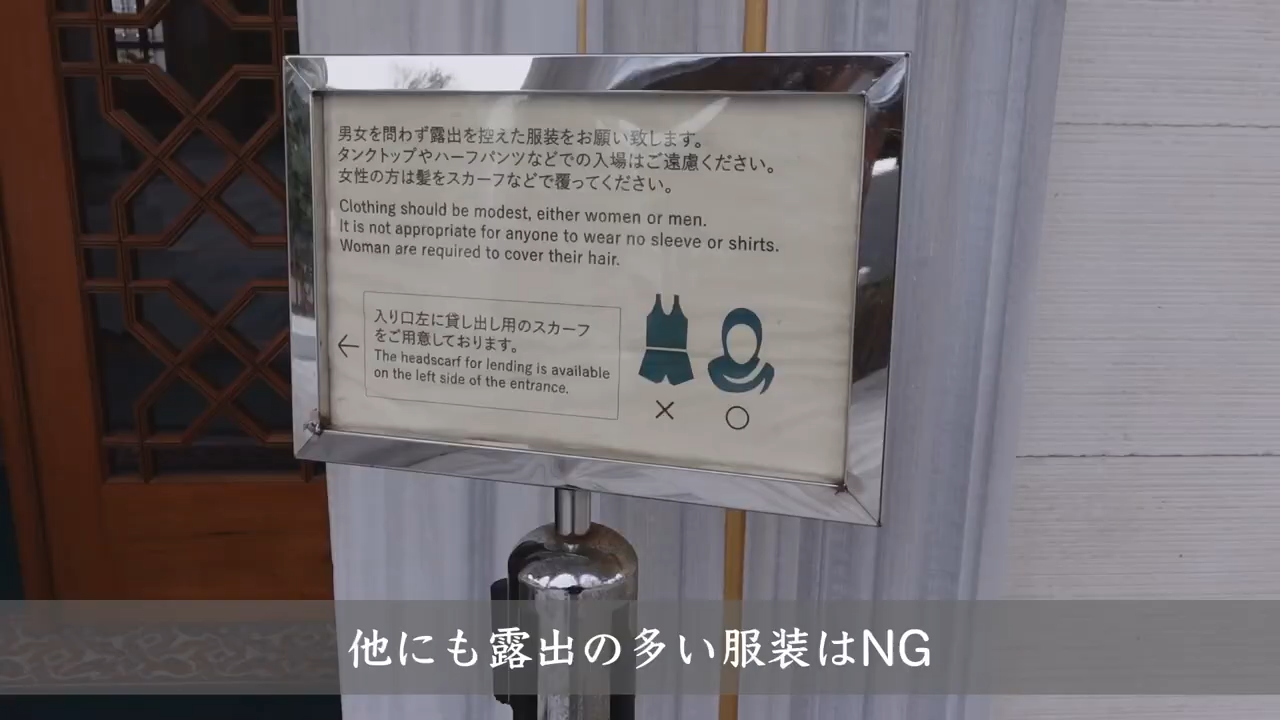 男女を問わず露出を控えた服装をお願い致します。
タンクトップやハーフパンツなどでの入場はご遠慮ください。
女性の方は髪をスカーフなどで覆ってください。
Clothing should be modest, either women or men.
It is not appropriate for anyone to wear no sleeve or shirts.
Woman are required to cover their hair.
←
入り口左に貸し出し用のスカーフ
をご用意しております。
The headscarf for lending is available
on the left side of the entrance.
× ○
他にも露出の多い服装はNG